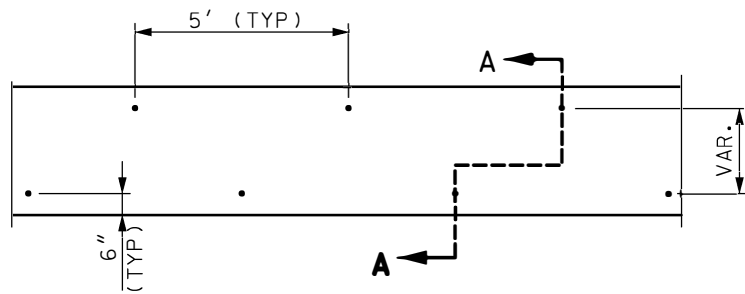 5' (TYP)
A
VAR.
6"
(TYP)
A